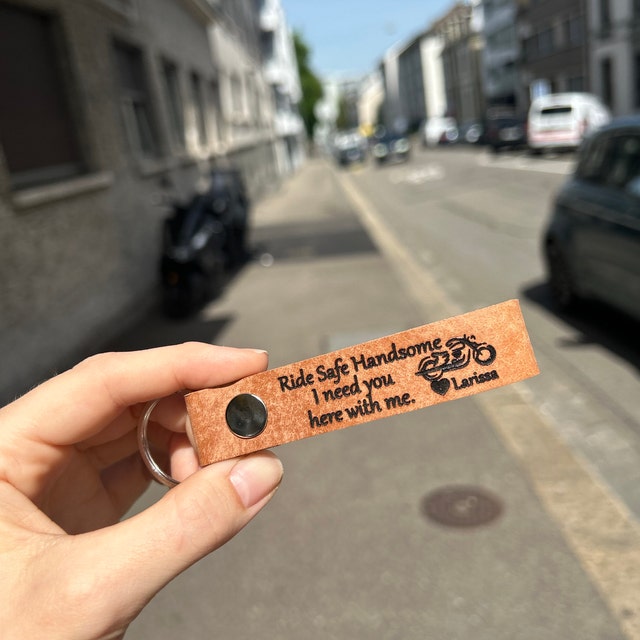 Ride Safe Handsome
I need you
here with me.
Larissa